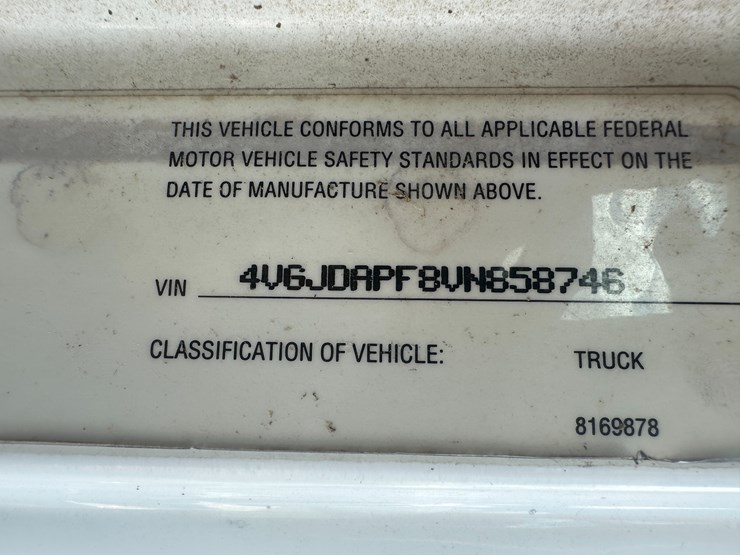 THIS VEHICLE CONFORMS TO ALL APPLICABLE FEDERAL
MOTOR VEHICLE SAFETY STANDARDS IN EFFECT ON THE
DATE OF MANUFACTURE SHOWN ABOVE.
VIN 4V6JDAPF8VN858746
CLASSIFICATION OF VEHICLE: TRUCK
8169878